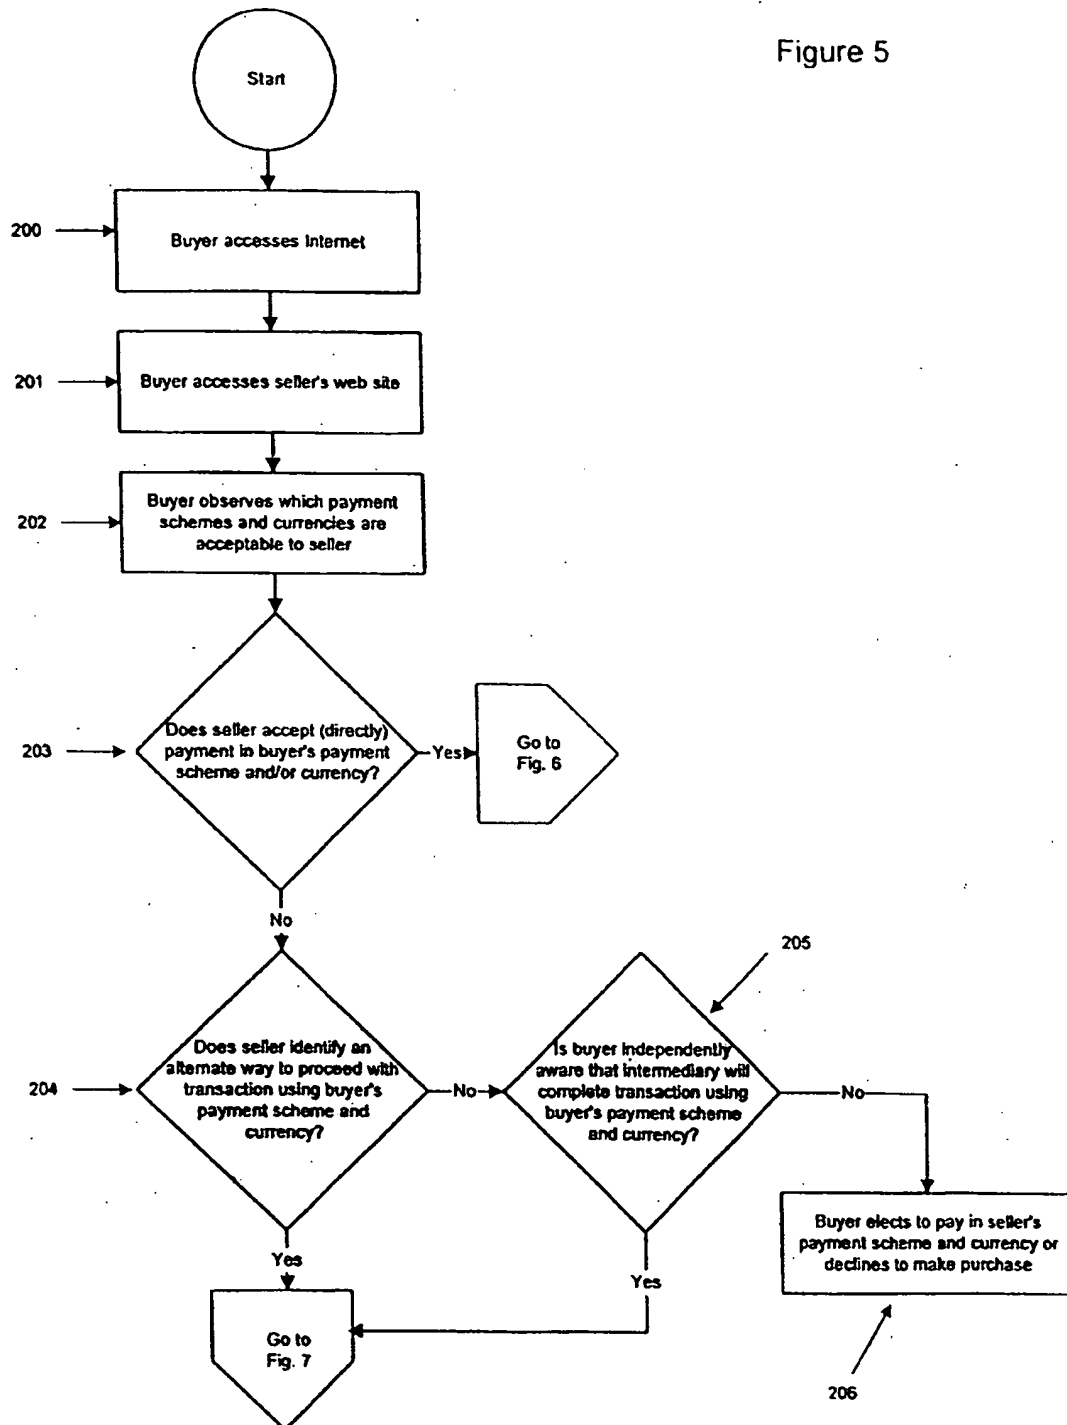 Figure 5
Start
200
Buyer accesses Internet
201
Buyer accesses seller's web site
202
Buyer observes which payment
schemes and currencies are
acceptable to seller
203
Does seller accept (directly)
payment in buyer's payment
scheme and/or currency?
Yes
Go to
Fig. 6
No
204
Does seller identify an
alternate way to proceed with
transaction using buyer's
payment scheme and
currency?
No
205
Is buyer independently
aware that intermediary will
complete transaction using
buyer's payment scheme
and currency?
No
Buyer elects to pay in seller's
payment scheme and currency or
declines to make purchase
206
Yes
Yes
Go to
Fig. 7